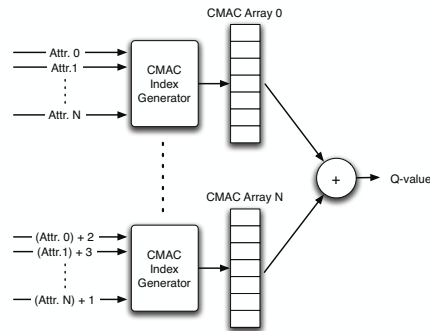 CMAC Array 0
Attr. 0
Attr.1
Attr. N
CMAC
Index
Generator
+
Q-value
CMAC Array N
(Attr. 0) + 2
(Attr.1) + 3
(Attr. N) + 1
CMAC
Index
Generator